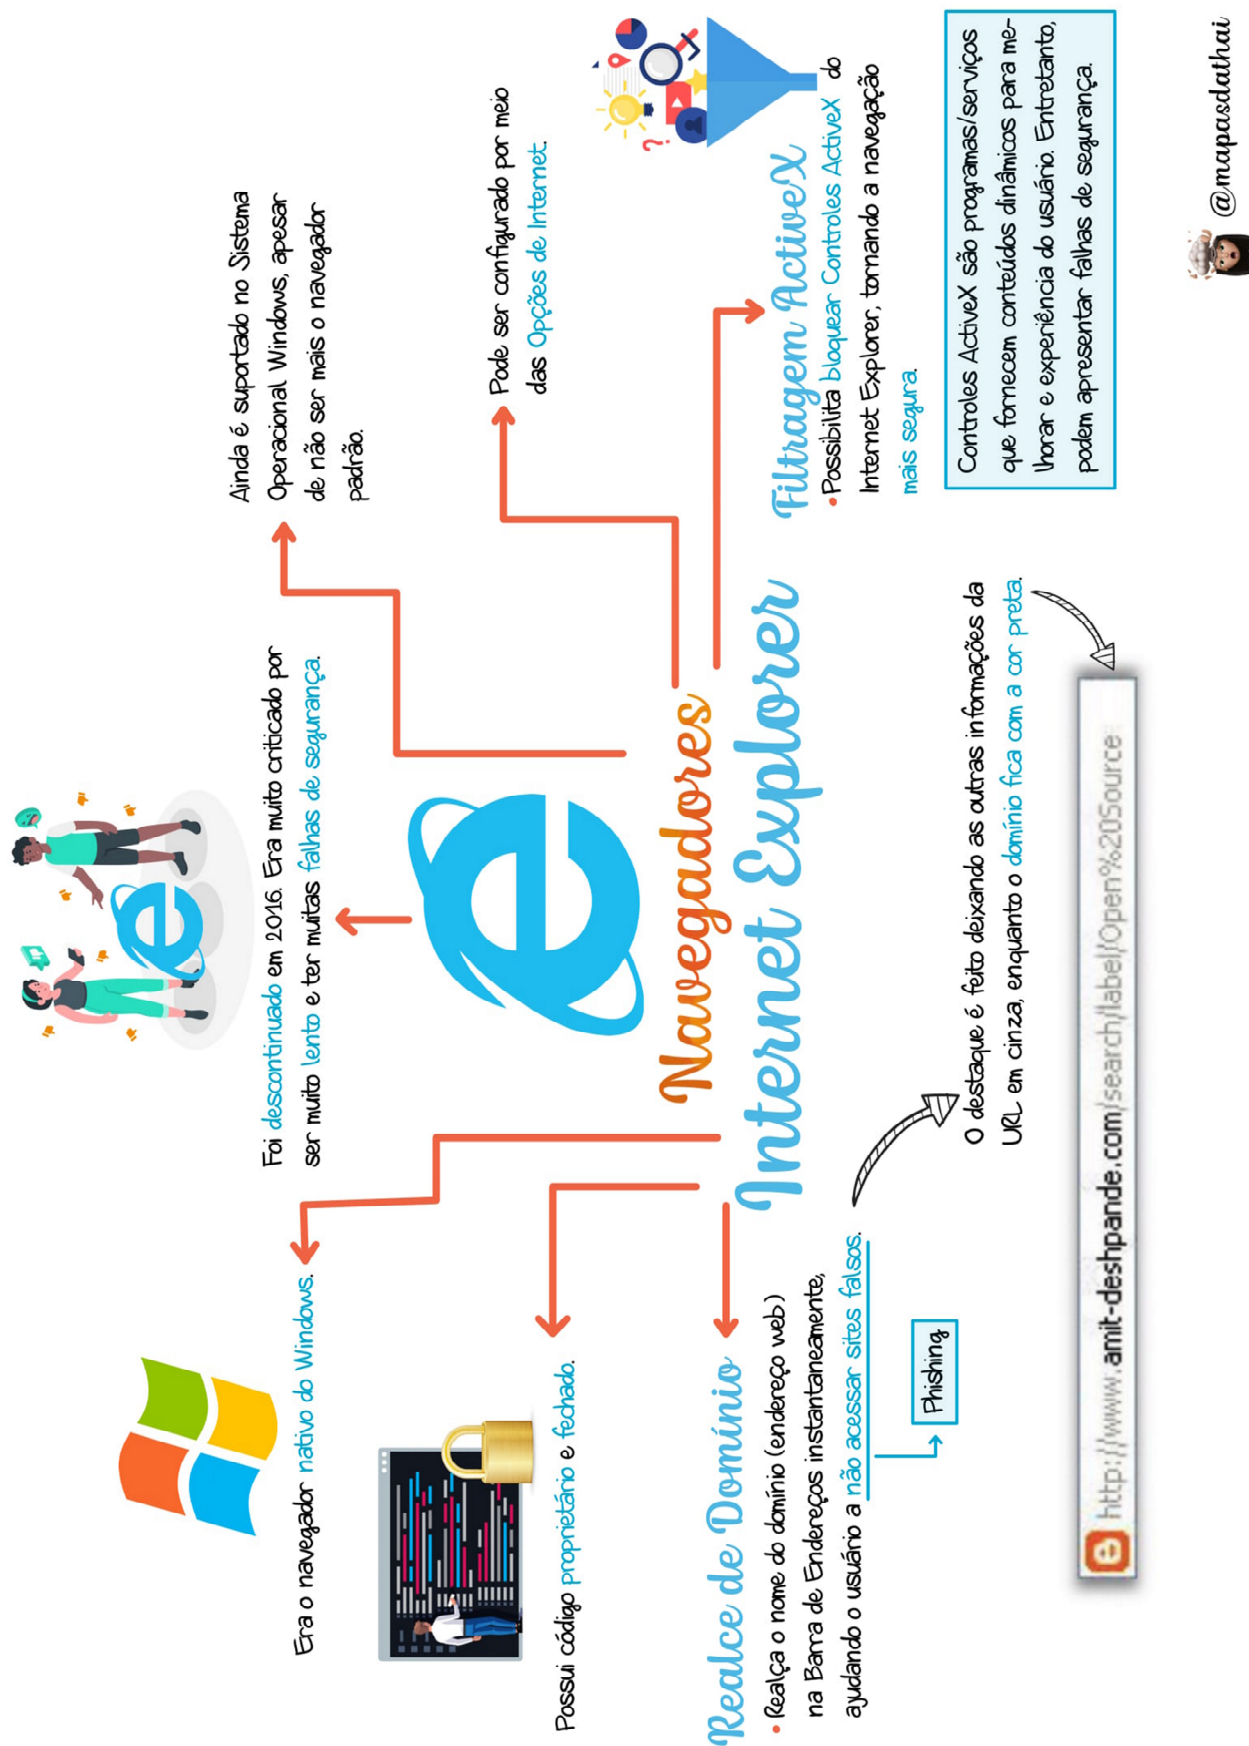 Navegadores
Internet Explorer
Era o navegador nativo do Windows.
Foi descontinuado em 2016. Era muito criticado por
ser muito lento e ter muitas falhas de segurança.
Ainda é suportado no Sistema
Operacional Windows, apesar
de não ser mais o navegador
padrão.
Possui código proprietário e fechado.
Pode ser configurado por meio
das Opções de Internet.
Realce de Domínio
• Realça o nome do domínio (endereço web)
na Barra de Endereços instantaneamente,
ajudando o usuário a não acessar sites falsos.
Phishing
O destaque é feito deixando as outras informações da
URL em cinza, enquanto o domínio fica com a cor preta.
http://www.amit-deshpande.com/search/label/Open%20Source
Filtragem ActiveX
• Possibilita bloquear Controles ActiveX do
Internet Explorer, tornando a navegação
mais segura.
Controles ActiveX são programas/serviços
que fornecem conteúdos dinâmicos para me-
lhorar e experiência do usuário. Entretanto,
podem apresentar falhas de segurança.
@mapasdathai